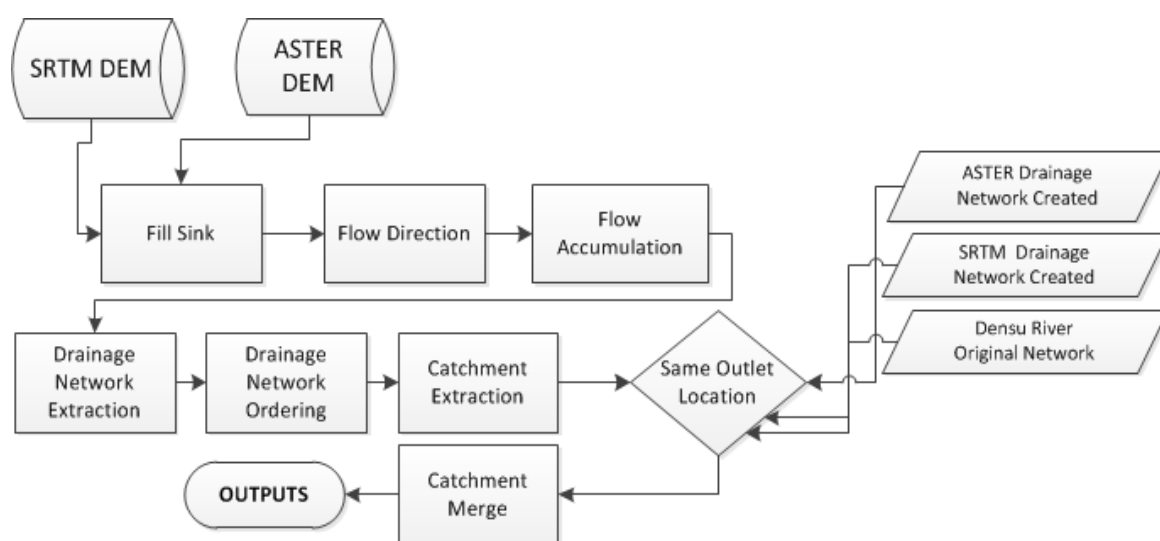 SRTM DEM
ASTER
DEM
Fill Sink
Flow Direction
Flow
Accumulation
ASTER Drainage
Network Created
SRTM Drainage
Network Created
Densu River
Original Network
Drainage
Network
Extraction
Drainage
Network
Ordering
Catchment
Extraction
Same Outlet
Location
OUTPUTS
Catchment
Merge